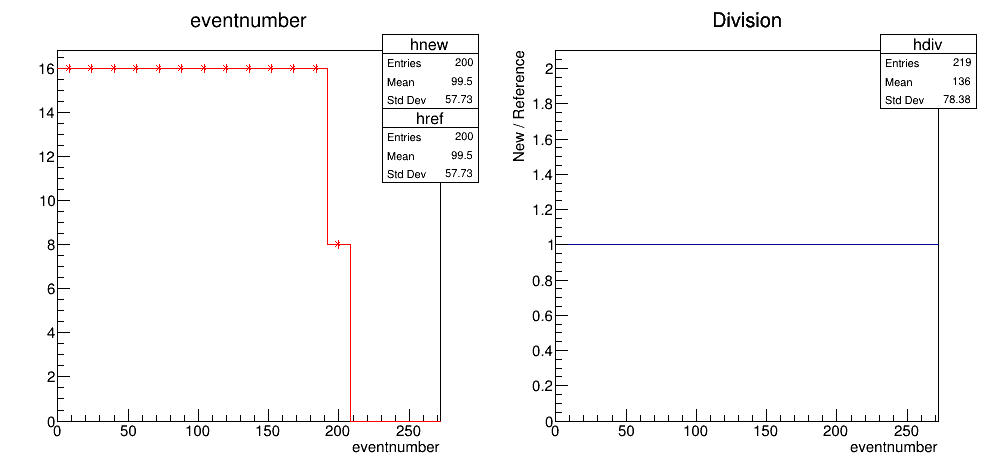 eventnumber
hnew
Entries 200
Mean 99.5
Std Dev 57.73
href
Entries 200
Mean 99.5
Std Dev 57.73
16
14
12
10
8
6
4
2
0
0 50 100 150 200 250
eventnumber
Division
hdiv
Entries 219
Mean 136
Std Dev 78.38
New / Reference
2
1.8
1.6
1.4
1.2
1
0.8
0.6
0.4
0.2
0
0 50 100 150 200 250
eventnumber